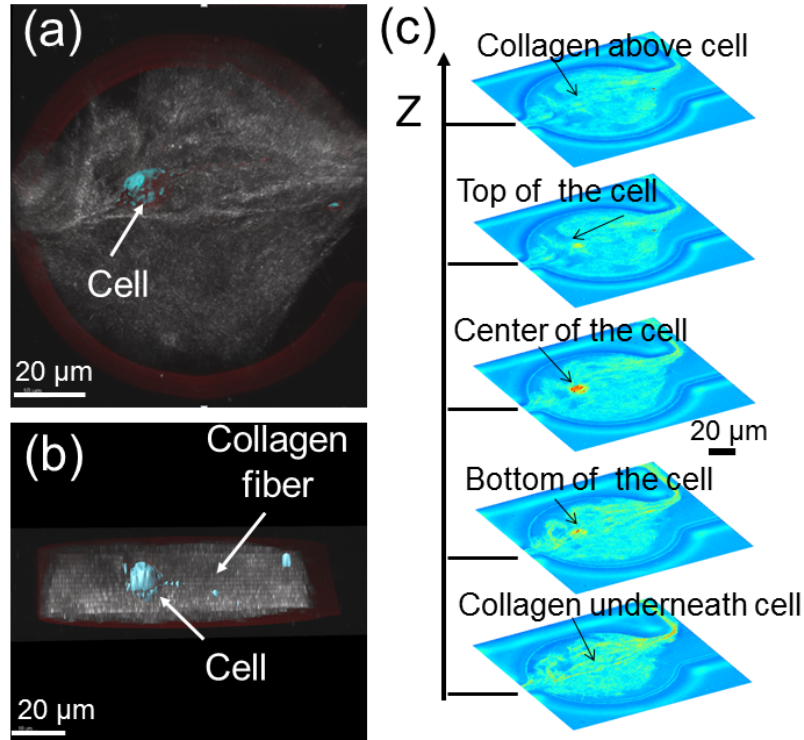 (a)
Cell
20 μm
(b)
Collagen
fiber
Cell
20 μm
(c)
Z
Collagen above cell
Top of the cell
Center of the cell
20 μm
Bottom of the cell
Collagen underneath cell